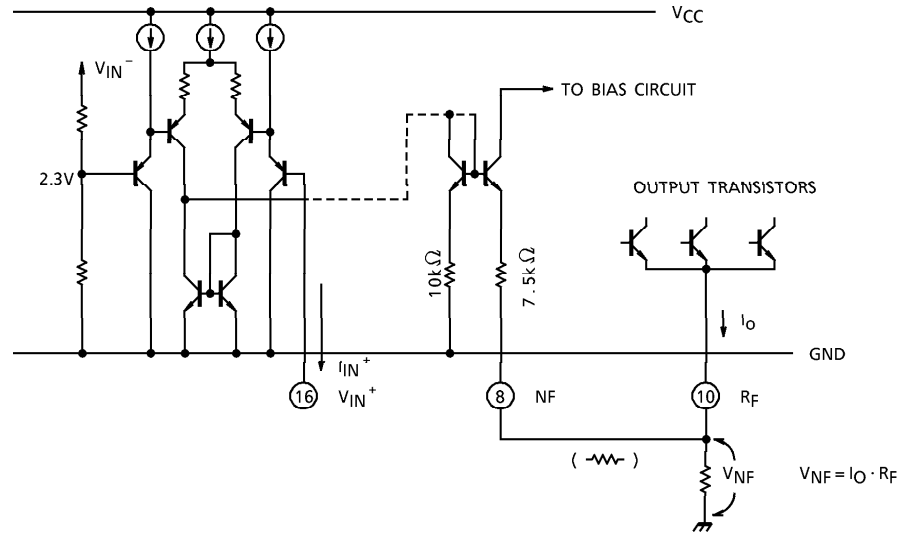 VCC
VIN−
TO BIAS CIRCUIT
2.3V
OUTPUT TRANSISTORS
10kΩ
7.5kΩ
IO
GND
IIN+
16
VIN+
8
NF
10
RF
( )
VNF
VNF = IO · RF